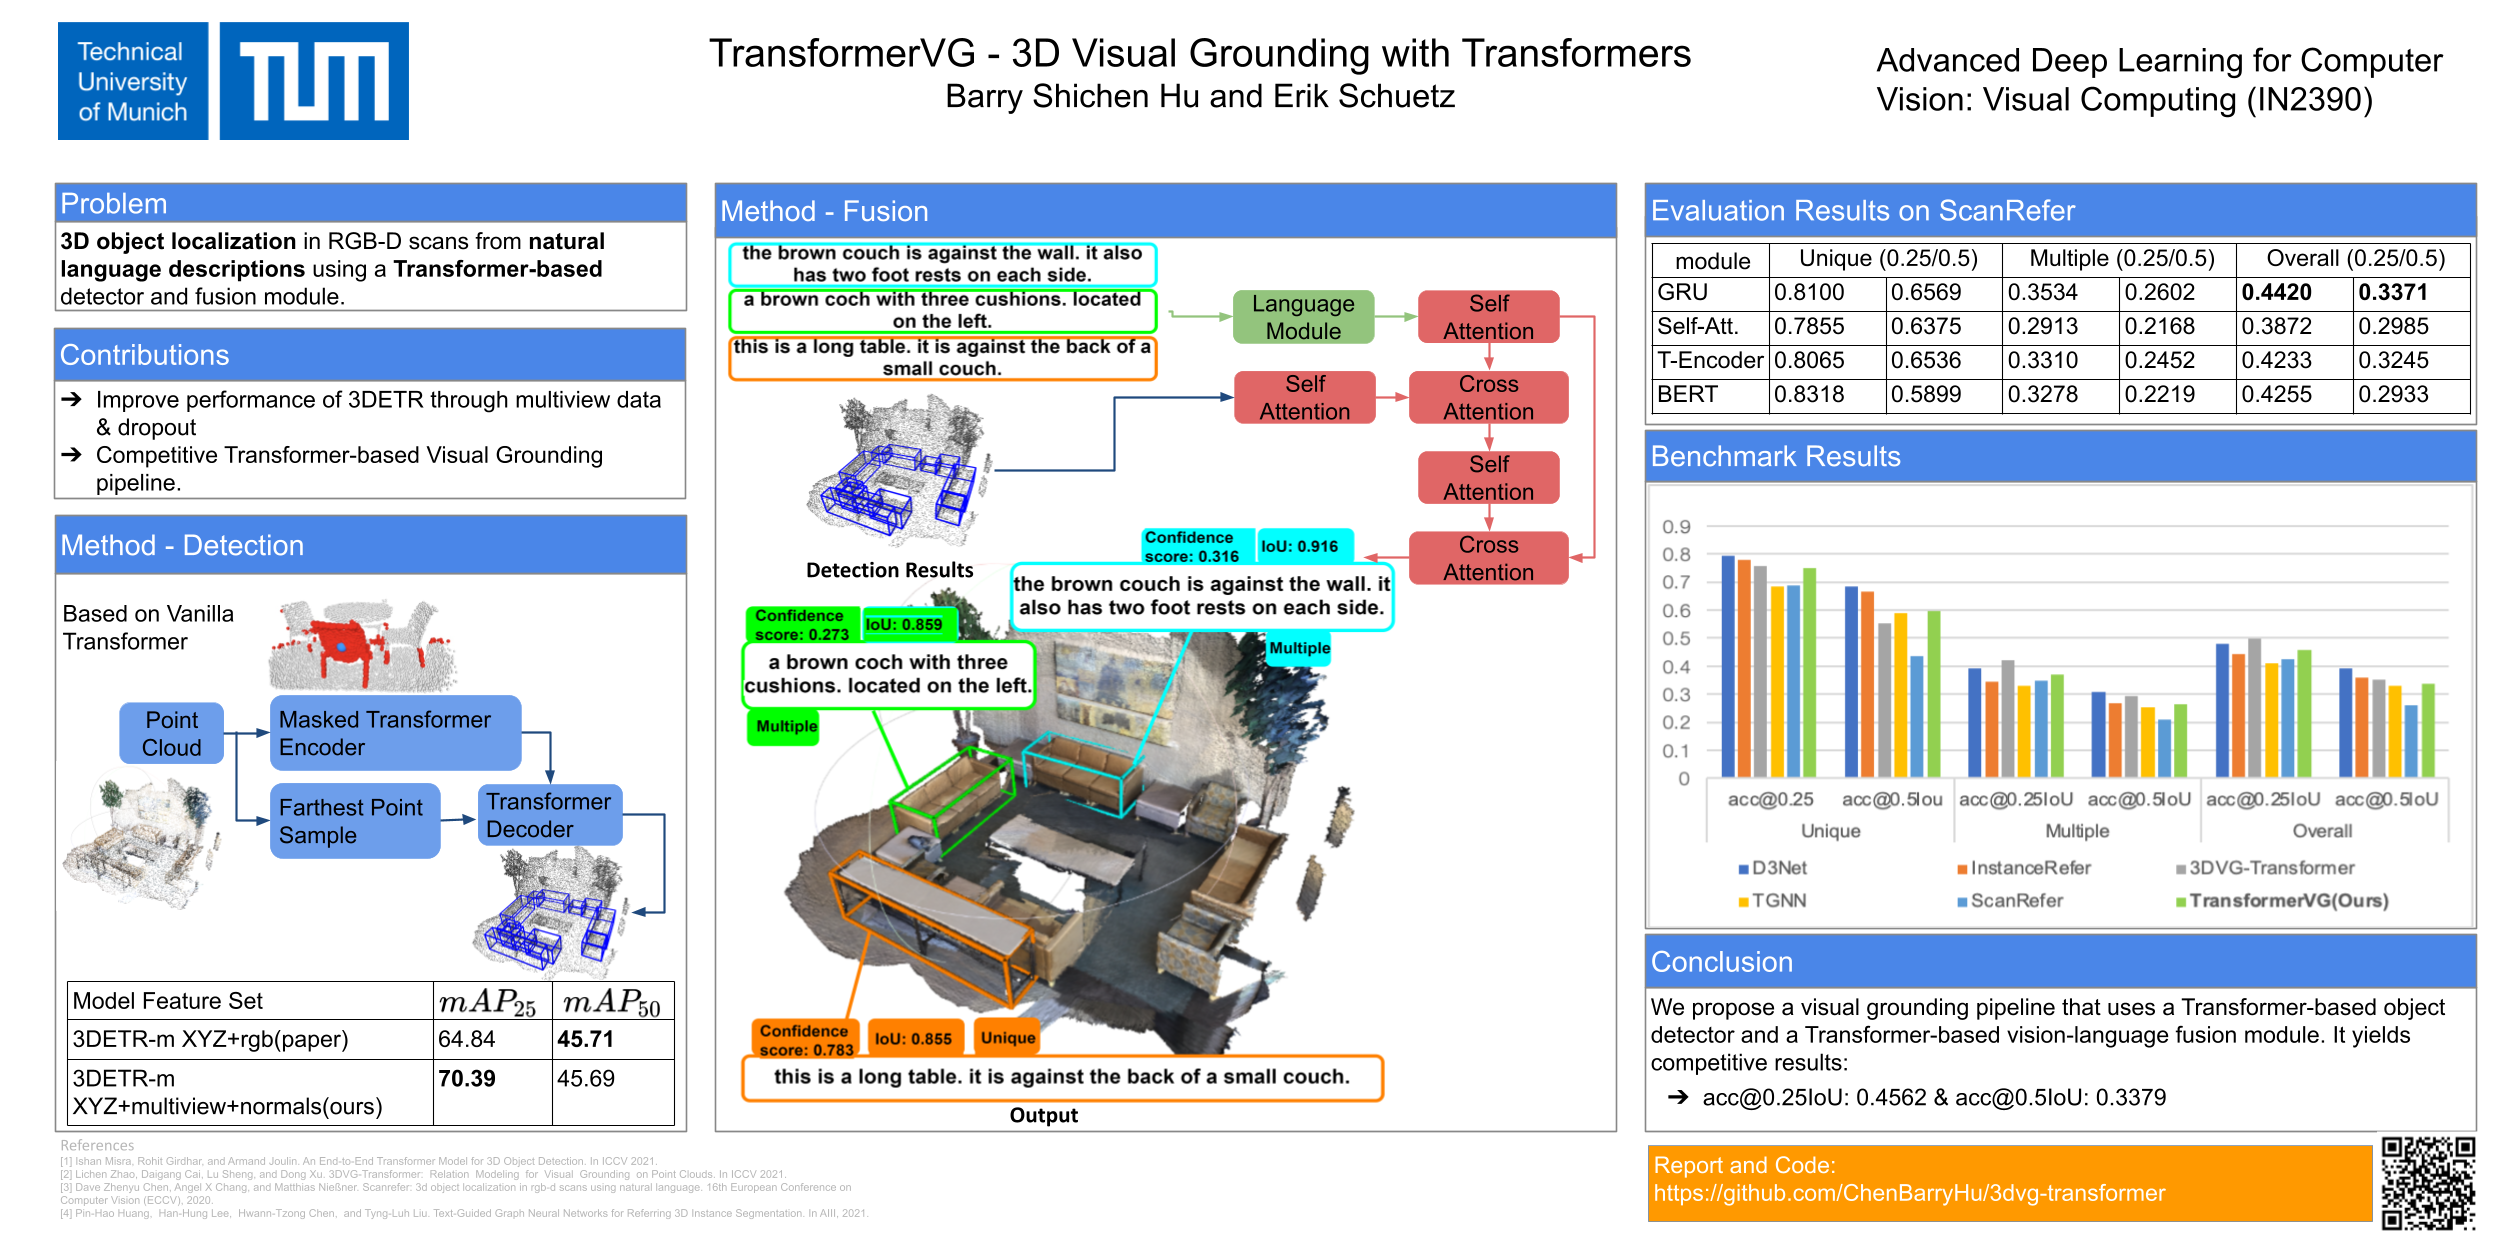 Technical
University
of Munich
TUM
TransformerVG - 3D Visual Grounding with Transformers
Barry Shichen Hu and Erik Schuetz
Advanced Deep Learning for Computer
Vision: Visual Computing (IN2390)
Problem
3D object localization in RGB-D scans from natural
language descriptions using a Transformer-based
detector and fusion module.
Contributions
➔ Improve performance of 3DETR through multiview data
& dropout
➔ Competitive Transformer-based Visual Grounding
pipeline.
Method - Detection
Based on Vanilla
Transformer
Point
Cloud
Masked Transformer
Encoder
Farthest Point
Sample
Transformer
Decoder
Model Feature Set mAP25 mAP50
3DETR-m XYZ+rgb(paper) 64.84 45.71
3DETR-m
XYZ+multiview+normals(ours) 70.39 45.69
References
[1] Ishan Misra, Rohit Girdhar, and Armand Joulin. An End-to-End Transformer Model for 3D Object Detection. In ICCV 2021.
[2] Lichen Zhao, Daigang Cai, Lu Sheng, and Dong Xu. 3DVG-Transformer: Relation Modeling for Visual Grounding on Point Clouds. In ICCV 2021.
[3] Dave Zhenyu Chen, Angel X Chang, and Matthias Nießner. Scanrefer: 3d object localization in rgb-d scans using natural language. 16th European Conference on
Computer Vision (ECCV), 2020.
[4] Pin-Hao Huang, Han-Hung Lee, Hwann-Tzong Chen, and Tyng-Luh Liu. Text-Guided Graph Neural Networks for Referring 3D Instance Segmentation. In AIII, 2021.
Method - Fusion
the brown couch is against the wall. it also
has two foot rests on each side.
a brown coch with three cushions. located
on the left.
this is a long table. it is against the back of a
small couch.
Language
Module
Self
Attention
Self
Attention
Cross
Attention
Self
Attention
Cross
Attention
Detection Results
Confidence
score: 0.316
IoU: 0.916
the brown couch is against the wall. it
also has two foot rests on each side.
Multiple
Confidence
score: 0.273
IoU: 0.859
a brown coch with three
cushions. located on the left.
Multiple
Confidence
score: 0.783
IoU: 0.855
Unique
this is a long table. it is against the back of a small couch.
Output
Evaluation Results on ScanRefer
module Unique (0.25/0.5) Multiple (0.25/0.5) Overall (0.25/0.5)
GRU 0.8100 0.6569 0.3534 0.2602 0.4420 0.3371
Self-Att. 0.7855 0.6375 0.2913 0.2168 0.3872 0.2985
T-Encoder 0.8065 0.6536 0.3310 0.2452 0.4233 0.3245
BERT 0.8318 0.5899 0.3278 0.2219 0.4255 0.2933
Benchmark Results
0.9
0.8
0.7
0.6
0.5
0.4
0.3
0.2
0.1
0
acc@0.25 acc@0.5Iou acc@0.25IoU acc@0.5IoU acc@0.25IoU acc@0.5IoU
Unique Multiple Overall
D3Net InstanceRefer 3DVG-Transformer
TGNN ScanRefer TransformerVG(Ours)
Conclusion
We propose a visual grounding pipeline that uses a Transformer-based object
detector and a Transformer-based vision-language fusion module. It yields
competitive results:
➔ acc@0.25IoU: 0.4562 & acc@0.5IoU: 0.3379
Report and Code:
https://github.com/ChenBarryHu/3dvg-transformer